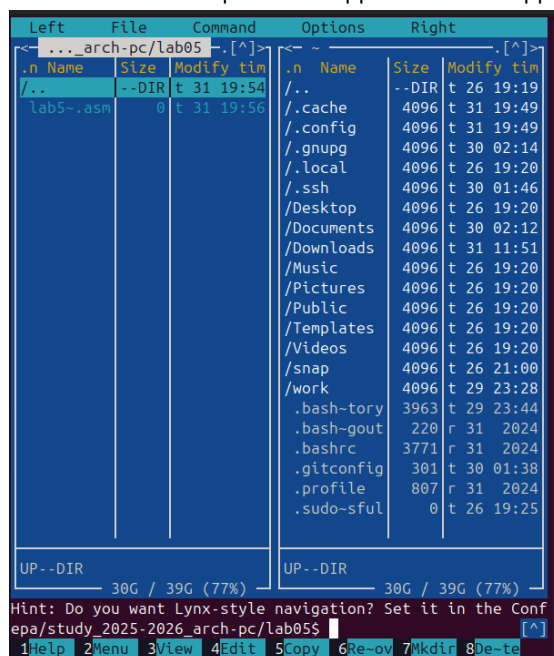 Left File Command Options Right
<- ..._arch-pc/lab05 -.[^]>
<- ~ .[^]>
.n Name Size Modify tim
/.. --DIR t 31 19:54
lab5~.asm 0 t 31 19:56
.n Name Size Modify tim
/.. --DIR t 26 19:19
/.cache 4096 t 31 19:49
/.config 4096 t 31 19:49
/.gnupg 4096 t 30 02:14
/.local 4096 t 26 19:20
/.ssh 4096 t 30 01:46
/Desktop 4096 t 26 19:20
/Documents 4096 t 30 02:12
/Downloads 4096 t 31 11:51
/Music 4096 t 26 19:20
/Pictures 4096 t 26 19:20
/Public 4096 t 26 19:20
/Templates 4096 t 26 19:20
/Videos 4096 t 26 19:20
/snap 4096 t 26 21:00
/work 4096 t 29 23:28
.bash~tory 3963 t 29 23:44
.bash~gout 220 r 31 2024
.bashrc 3771 r 31 2024
.gitconfig 301 t 30 01:38
.profile 807 r 31 2024
.sudo~sful 0 t 26 19:25
UP--DIR
30G / 39G (77%)
UP--DIR
30G / 39G (77%)
Hint: Do you want Lynx-style navigation? Set it in the Conf
epa/study_2025-2026_arch-pc/lab05$ [^]
1Help 2Menu 3View 4Edit 5Copy 6Re~ov 7Mkdir 8De~te